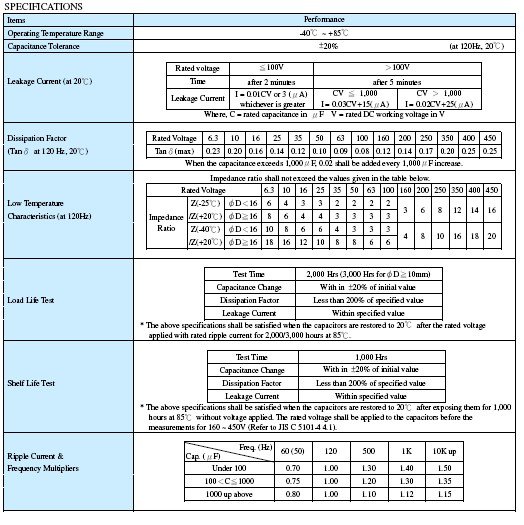 SPECIFICATIONS
Items Performance
Operating Temperature Range -40℃ ~ +85℃
Capacitance Tolerance ±20% (at 120Hz, 20℃)
Leakage Current (at 20℃)
Rated voltage ≦100V >100V
Time after 2 minutes after 5 minutes
Leakage Current I = 0.01CV or 3 (μA) whichever is greater
CV ≦ 1,000 I= 0.03CV+15(μA)
CV > 1,000 I= 0.02CV+25(μA)
Where, C = rated capacitance in μF V = rated DC working voltage in V
Dissipation Factor
(Tan δ at 120 Hz, 20℃)
Rated Voltage 6.3 10 16 25 35 50 63 100 160 200 250 350 400 450
Tan δ (max) 0.23 0.20 0.16 0.14 0.12 0.10 0.09 0.08 0.12 0.14 0.17 0.20 0.25 0.25
When the capacitance exceeds 1,000μF, 0.02 shall be added every 1,000μF increase.
Low Temperature
Characteristics (at 120Hz)
Impedance ratio shall not exceed the values given in the table below.
Rated Voltage 6.3 10 16 25 35 50 63 100 160 200 250 350 400 450
Impedance Ratio
Z(-25℃) φD<16 6 4 3 3 2 2 2 2
/Z(+20℃) φD≧16 8 6 4 4 3 3 3 3
3 6 8 12 14 16
Z(-40℃) φD<16 10 8 6 6 4 3 3 3
/Z(+20℃) φD≧16 18 16 12 10 8 8 6 6
4 8 10 16 18 20
Load Life Test
Test Time 2,000 Hrs (3,000 Hrs for φD≧10mm)
Capacitance Change With in ±20% of initial value
Dissipation Factor Less than 200% of specified value
Leakage Current Within specified value
* The above specifications shall be satisfied when the capacitors are restored to 20℃ after the rated voltage
applied with rated ripple current for 2,000/3,000 hours at 85℃.
Shelf Life Test
Test Time 1,000 Hrs
Capacitance Change With in ±20% of initial value
Dissipation Factor Less than 200% of specified value
Leakage Current Within specified value
* The above specifications shall be satisfied when the capacitors are restored to 20℃ after exposing them for 1,000
hours at 85℃ without voltage applied. The rated voltage shall be applied to the capacitors before the
measurements for 160 ~ 450V (Refer to JIS C 5101-4 4.1).
Ripple Current &
Frequency Multipliers
Cap. (μF) Freq. (Hz) 60 (50) 120 500 1K 10K up
Under 100 0.70 1.00 1.30 1.40 1.50
100<C≦1000 0.75 1.00 1.20 1.30 1.35
1000 up above 0.80 1.00 1.10 1.12 1.15